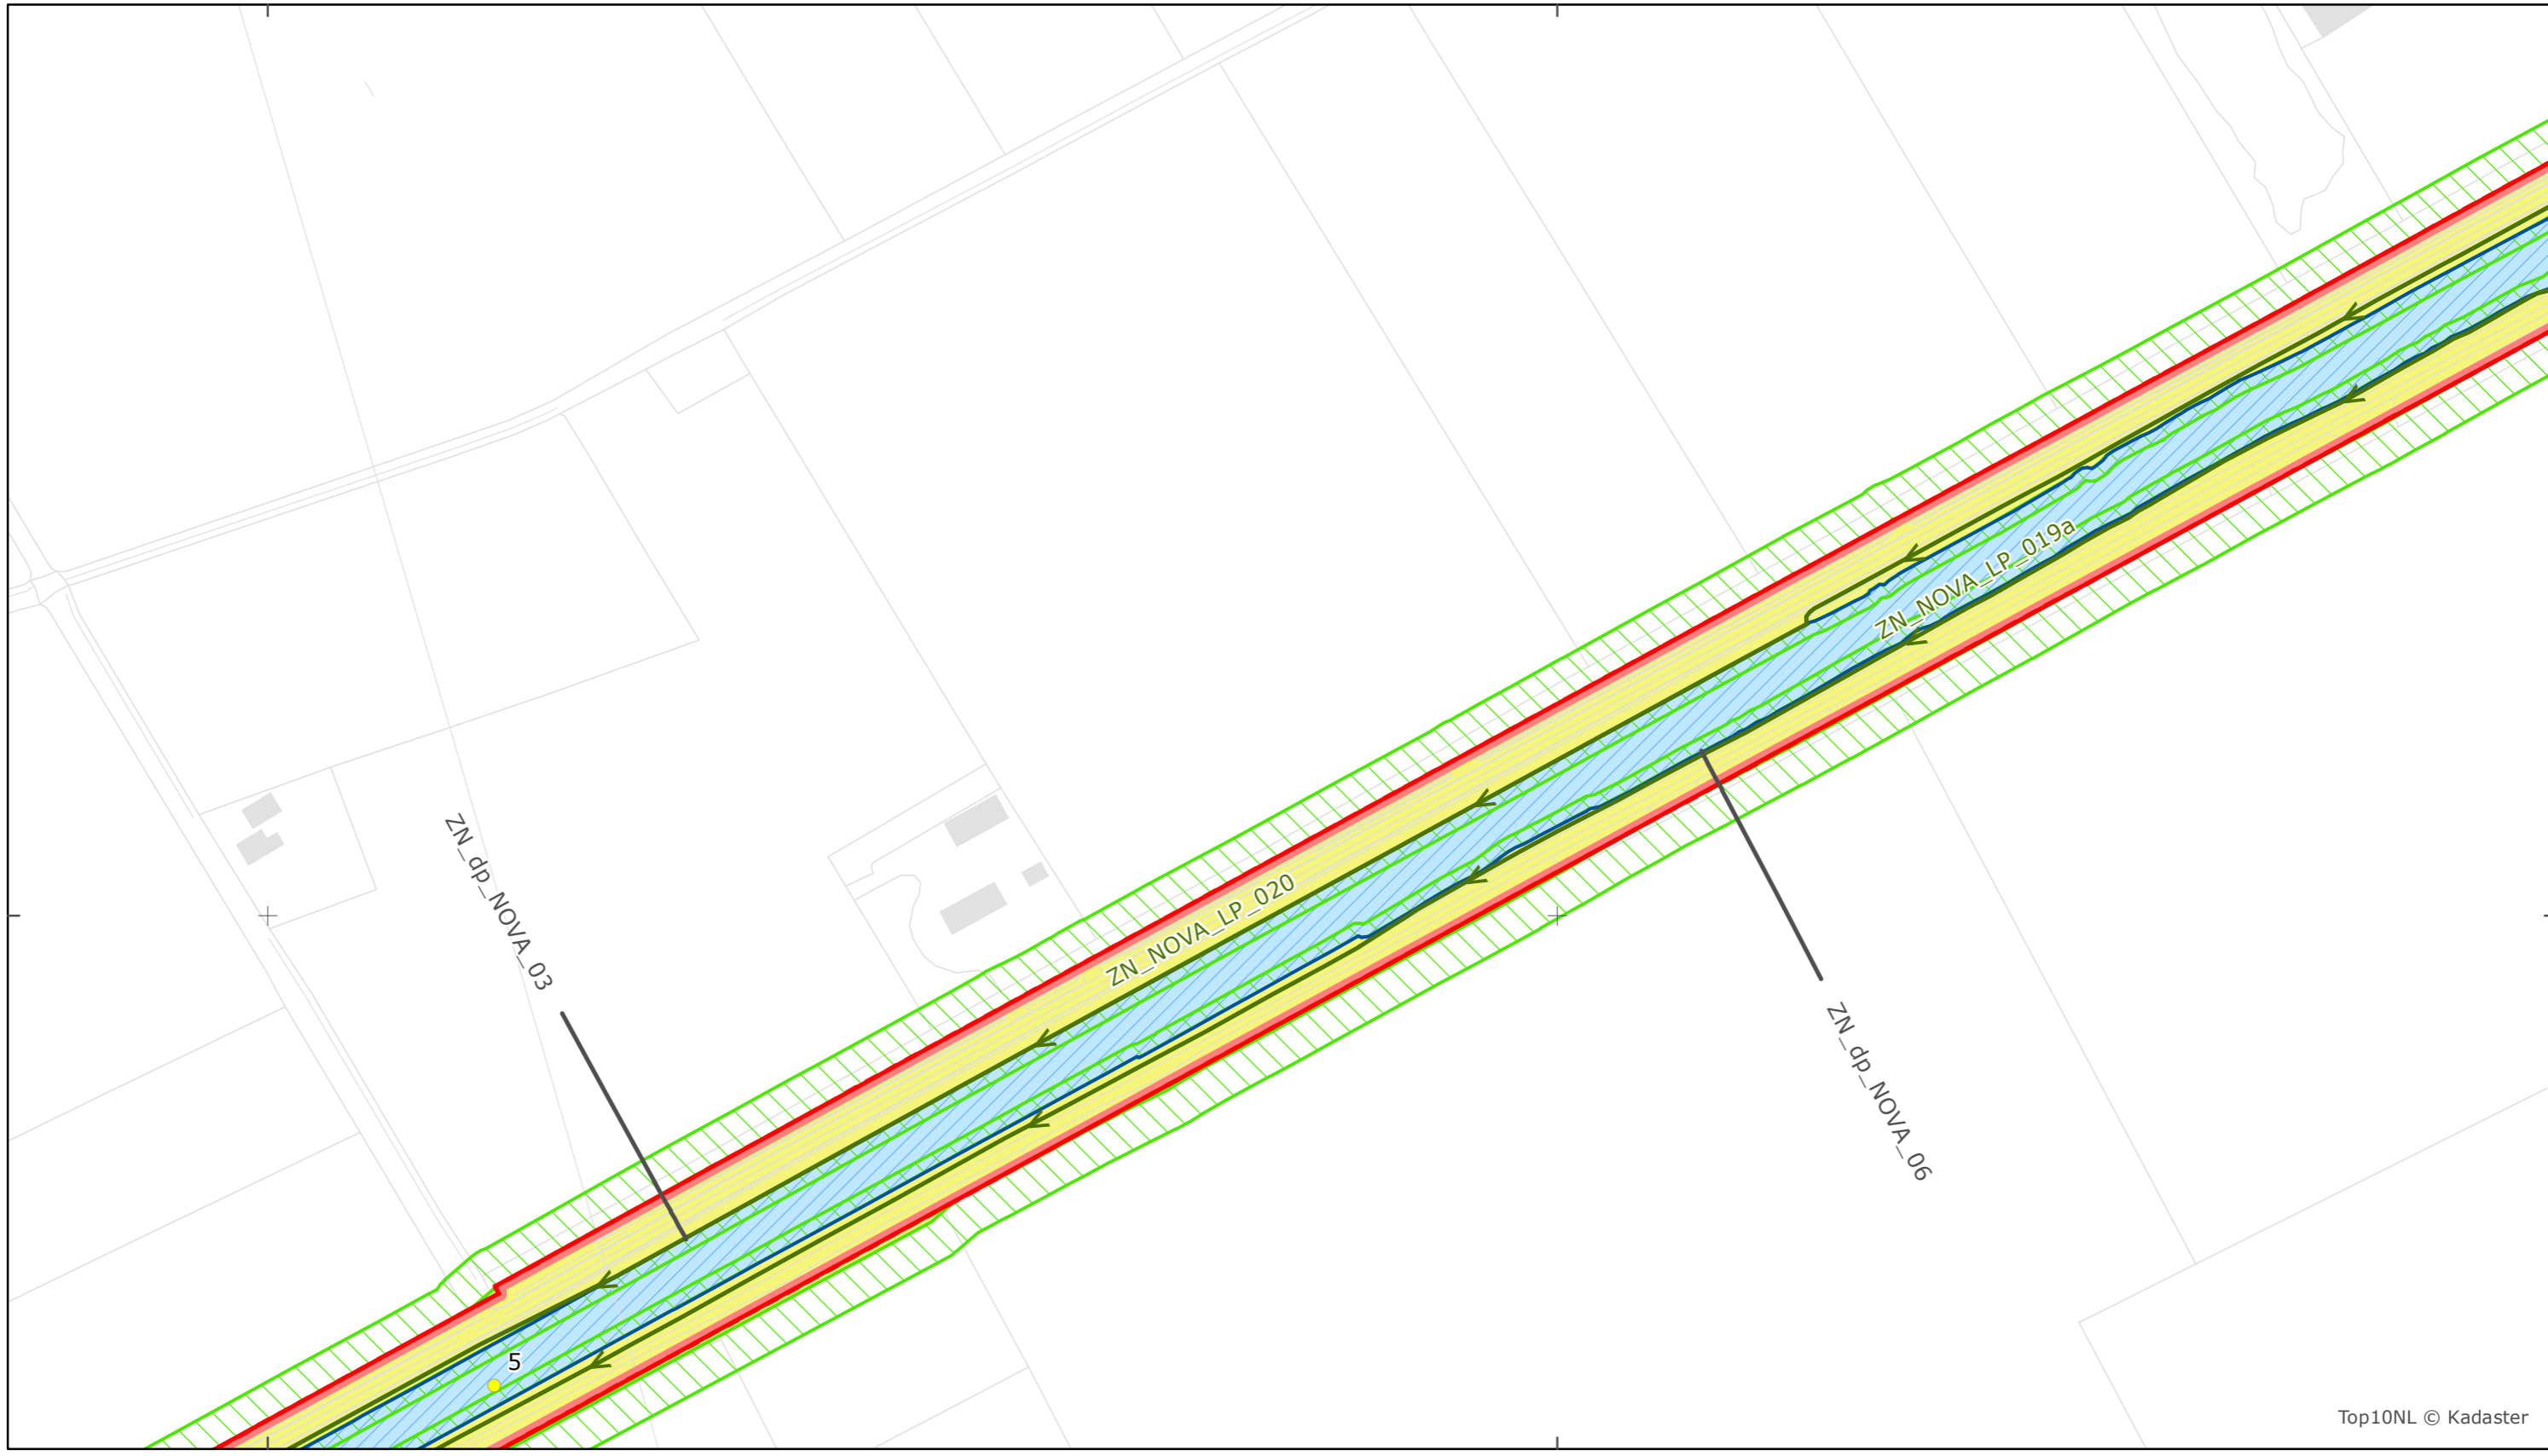 ZN_NOVA_LP_019a
ZN_dp_NOVA_03
ZN_NOVA_LP_020
ZN_dp_NOVA_06
5
Top10NL © Kadaster